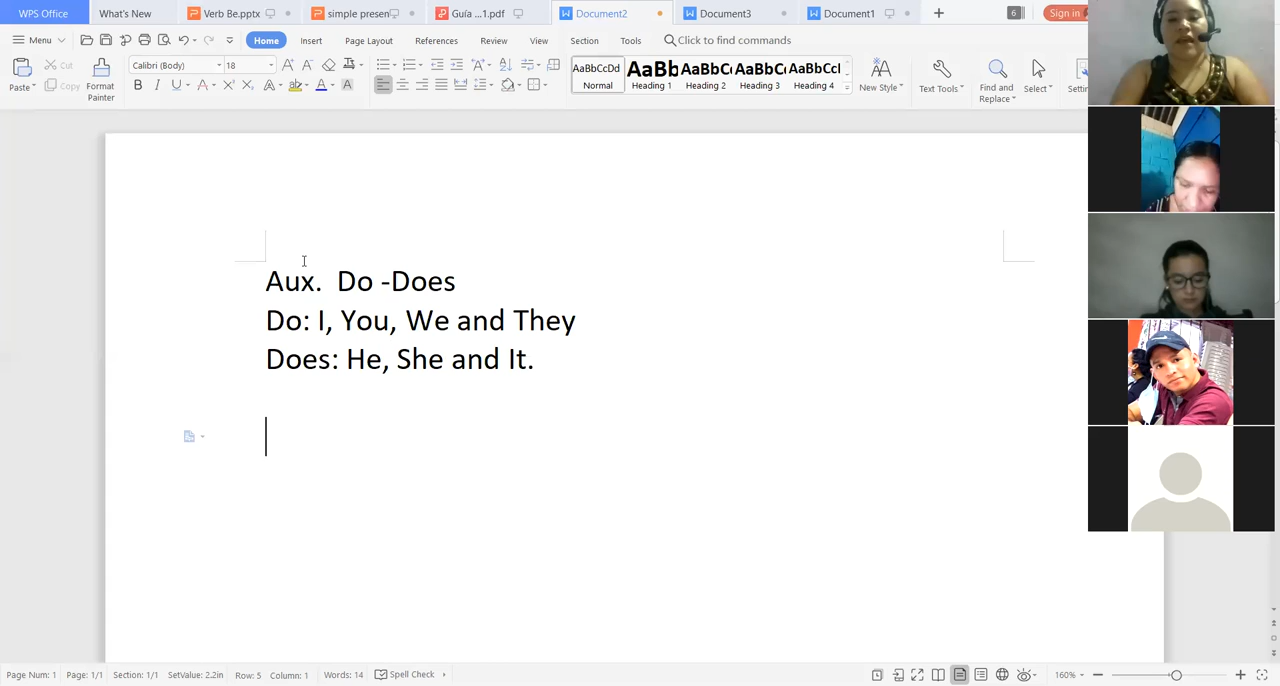 WPS Office What's New Verb Be.pptx simple presen Guía ...1.pdf Document2 Document3 Document1 6 Sign in
Menu Home Insert Page Layout References Review View Section Tools Click to find commands
Paste Cut Copy Format Painter Calibri (Body) 18 AaBbCcDd Normal AaBb Heading 1 AaBbC Heading 2 AaBbC Heading 3 AaBbCcl Heading 4 New Style Text Tools Find and Replace Select
Aux.  Do -Does
Do: I, You, We and They
Does: He, She and It.
Page Num: 1 Page: 1/1 Section: 1/1 SetValue: 2.2in Row: 5 Column: 1 Words: 14 Spell Check 160%